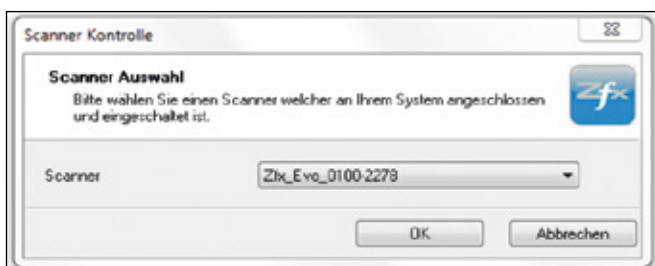 Scanner Kontrolle
Scanner Auswahl
Bitte wählen Sie einen Scanner welcher an Ihrem System angeschlossen
und eingeschaltet ist.
Zfx
Scanner
Zfx_Evo_0100-2278
OK
Abbrechen